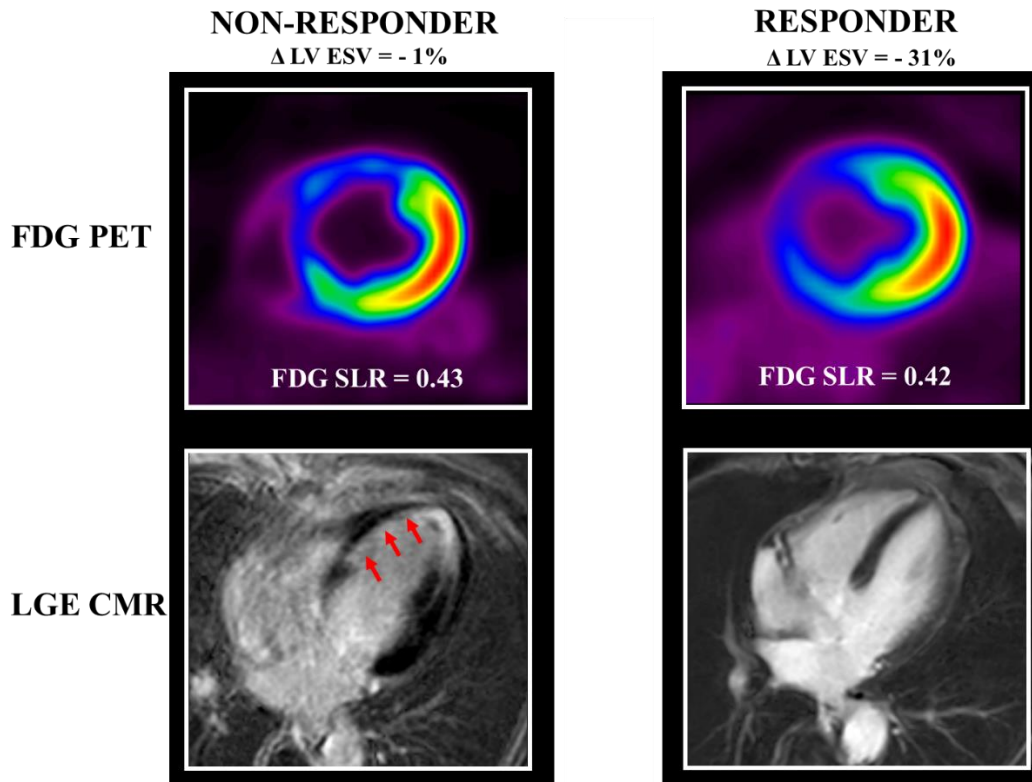 NON-RESPONDER
Δ LV ESV = - 1%
RESPONDER
Δ LV ESV = - 31%
FDG PET
FDG SLR = 0.43
FDG SLR = 0.42
LGE CMR